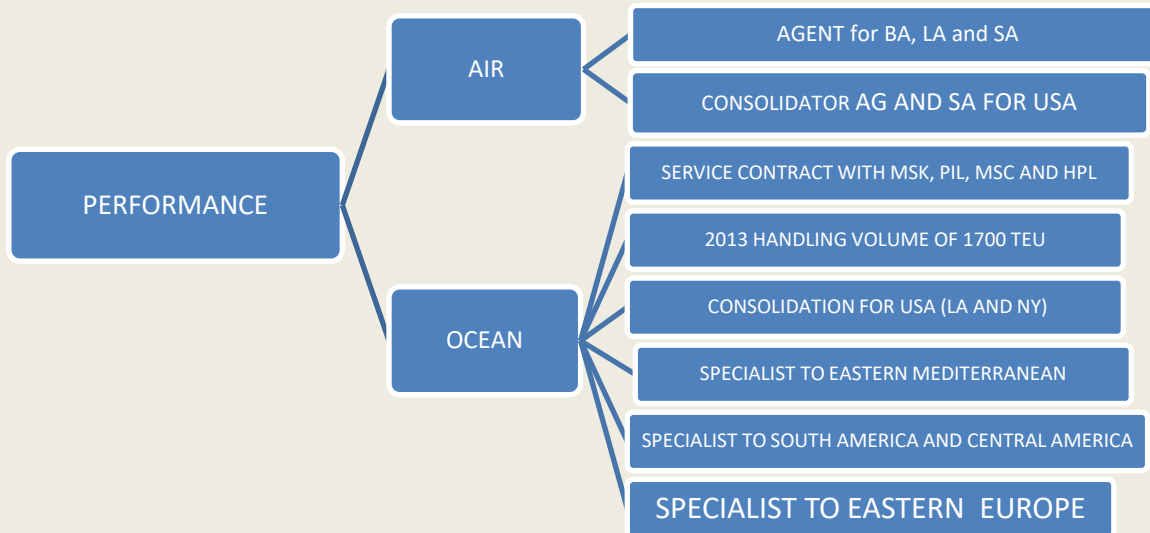 PERFORMANCE
AIR
AGENT for BA, LA and SA
CONSOLIDATOR AG AND SA FOR USA
OCEAN
SERVICE CONTRACT WITH MSK, PIL, MSC AND HPL
2013 HANDLING VOLUME OF 1700 TEU
CONSOLIDATION FOR USA (LA AND NY)
SPECIALIST TO EASTERN MEDITERRANEAN
SPECIALIST TO SOUTH AMERICA AND CENTRAL AMERICA
SPECIALIST TO EASTERN  EUROPE